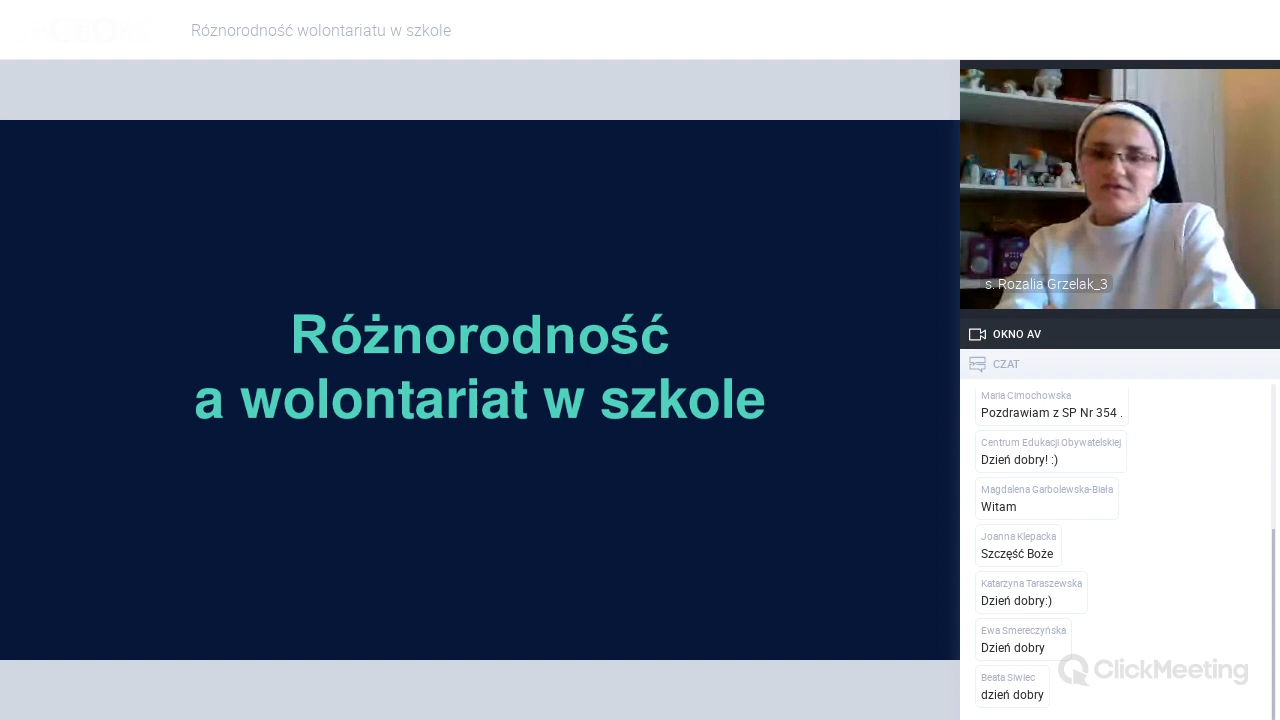 Różnorodność wolontariatu w szkole
Różnorodność
a wolontariat w szkole
s. Rozalia Grzelak_3
OKNO AV
CZAT
Maria Cimochowska
Pozdrawiam z SP Nr 354 .
Centrum Edukacji Obywatelskiej
Dzień dobry! :)
Magdalena Garbolewska-Biała
Witam
Joanna Klepacka
Szczęść Boże
Katarzyna Taraszewska
Dzień dobry:)
Ewa Smereczyńska
Dzień dobry
Beata Siwiec
dzień dobry
ClickMeeting